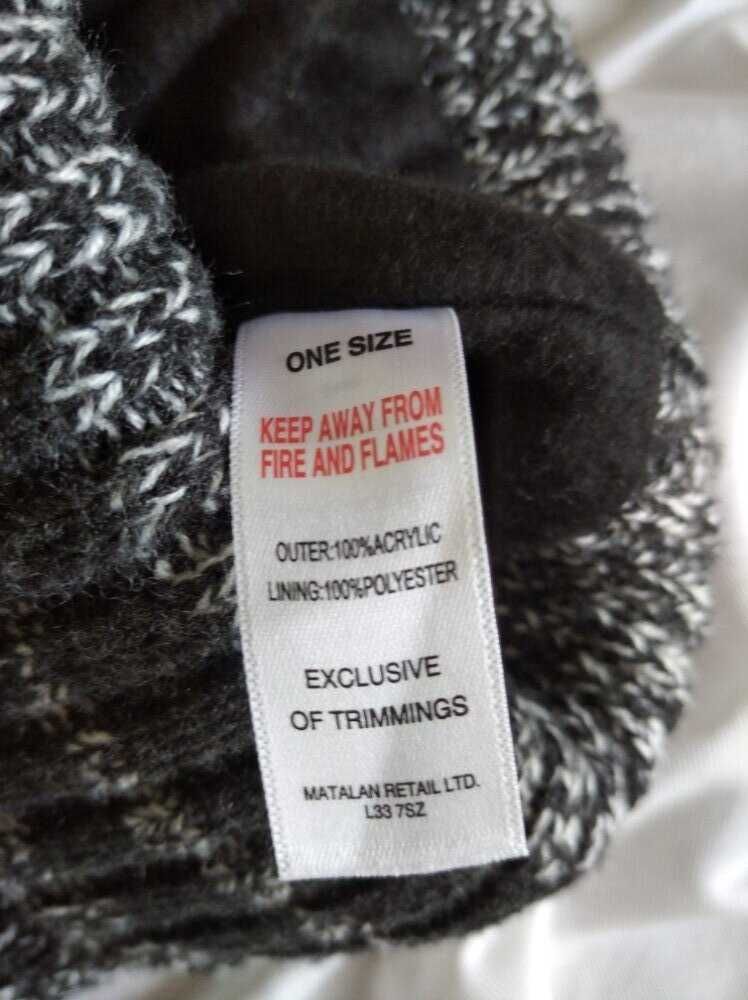 ONE SIZE
KEEP AWAY FROM
FIRE AND FLAMES
OUTER:100%ACRYLIC
LINING:100%POLYESTER
EXCLUSIVE
OF TRIMMINGS
MATALAN RETAIL LTD.
L33 7SZ